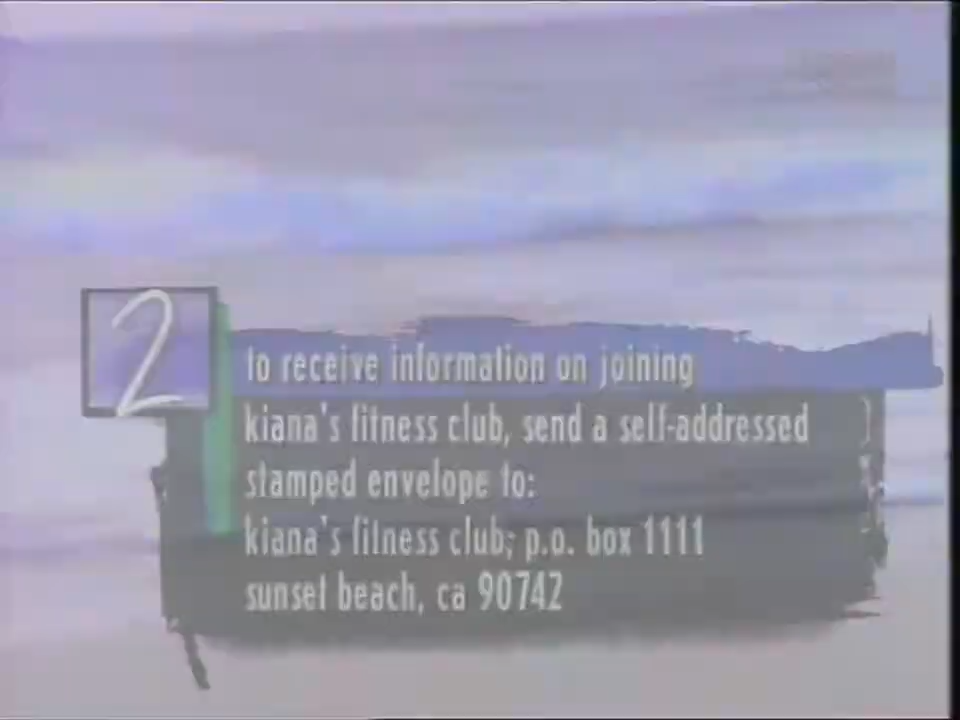 2
to receive information on joining
kiana's fitness club, send a self-addressed
stamped envelope to:
kiana's fitness club; p.o. box 1111
sunset beach, ca 90742